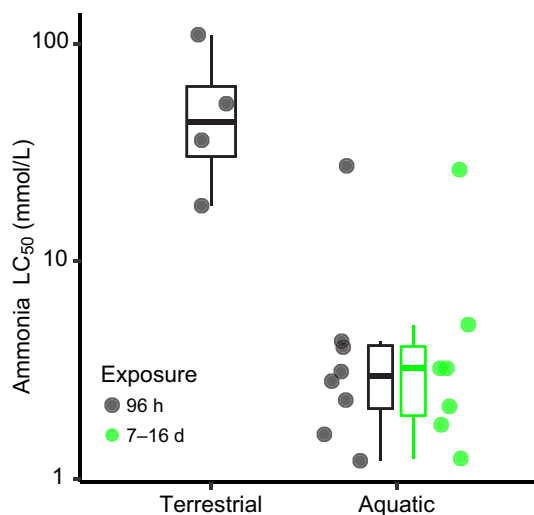 100
10
1
Ammonia LC50 (mmol/L)
Exposure
96 h
7–16 d
Terrestrial
Aquatic